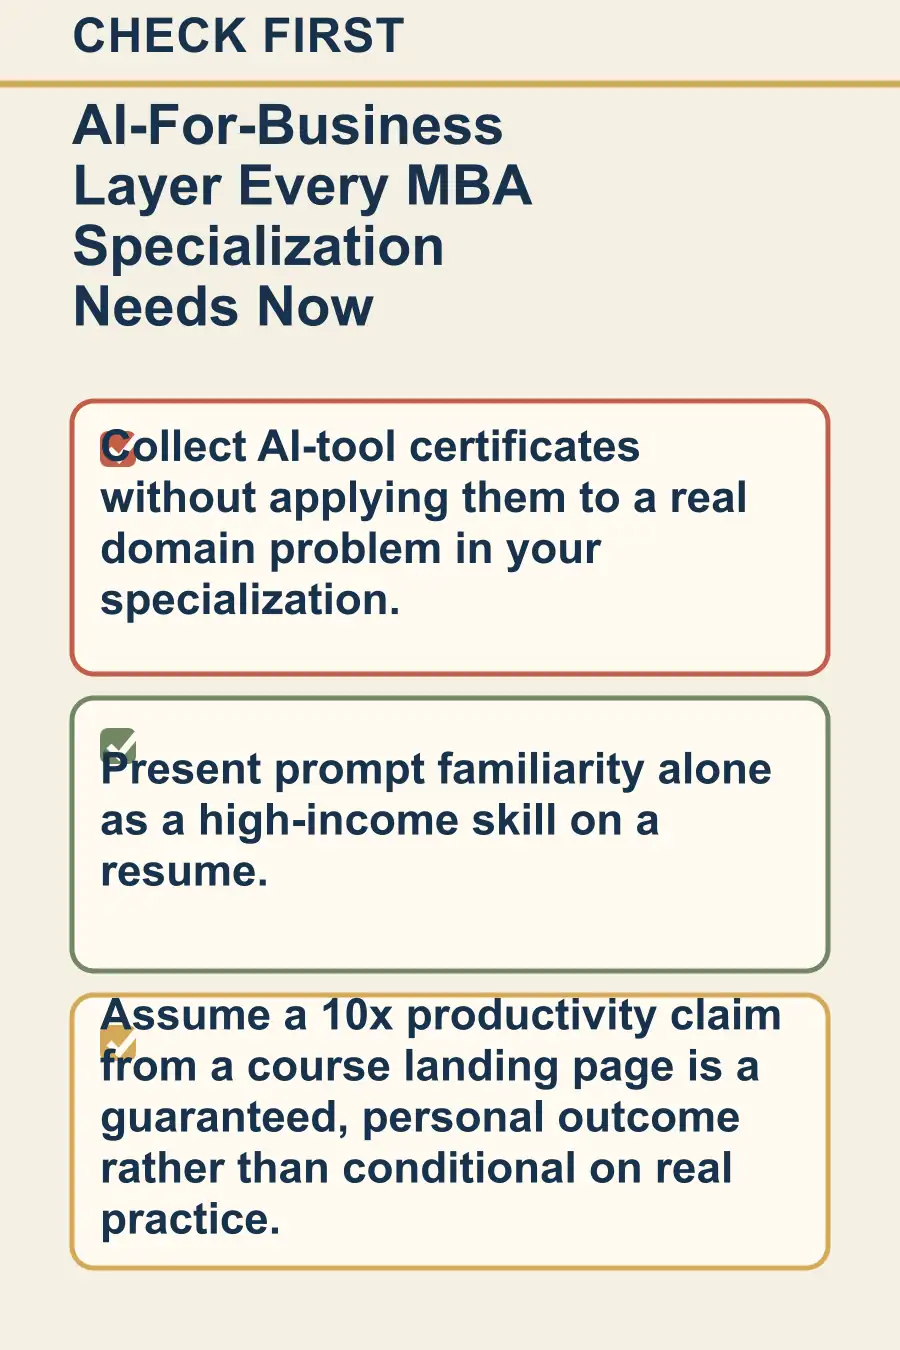 CHECK FIRST
AI-For-Business
Layer Every MBA
Specialization
Needs Now
Collect AI-tool certificates
without applying them to a real
domain problem in your
specialization.
Present prompt familiarity alone
as a high-income skill on a
resume.
Assume a 10x productivity claim
from a course landing page is a
guaranteed, personal outcome
rather than conditional on real
practice.